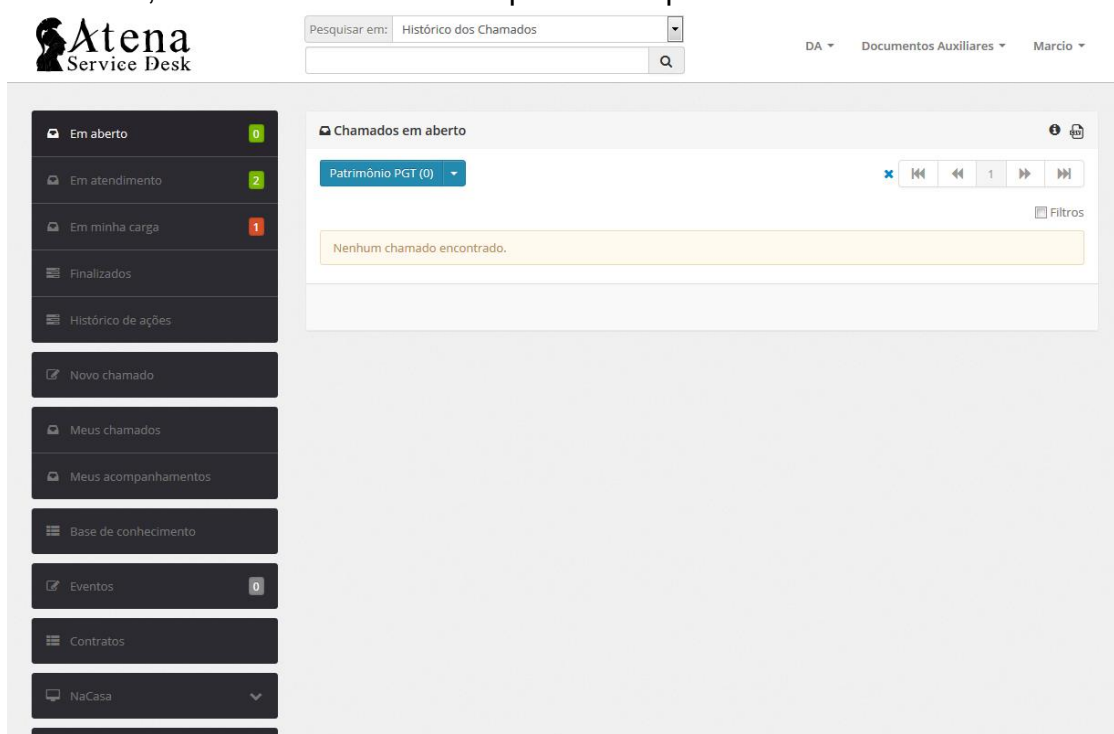 Atena
Service Desk
Pesquisar em: Histórico dos Chamados
DA
Documentos Auxiliares
Marcio
Em aberto 0
Em atendimento 2
Em minha carga 1
Finalizados
Histórico de ações
Novo chamado
Meus chamados
Meus acompanhamentos
Base de conhecimento
Eventos 0
Contratos
NaCasa
Chamados em aberto
Patrimônio PGT (0)
1
Filtros
Nenhum chamado encontrado.